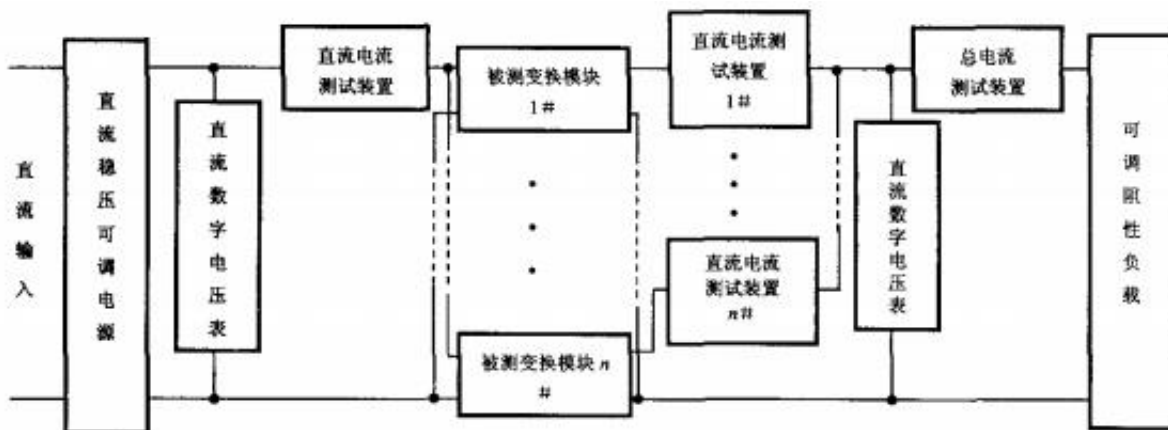 直流输入
直流稳压可调电源
直流数字电压表
直流电流
测试装置
被测变换模块
1#
被测变换模块 n
#
直流电流测
试装置
1#
直流电流
测试装置
n#
直流数字电压表
总电流
测试装置
可调阻性负载